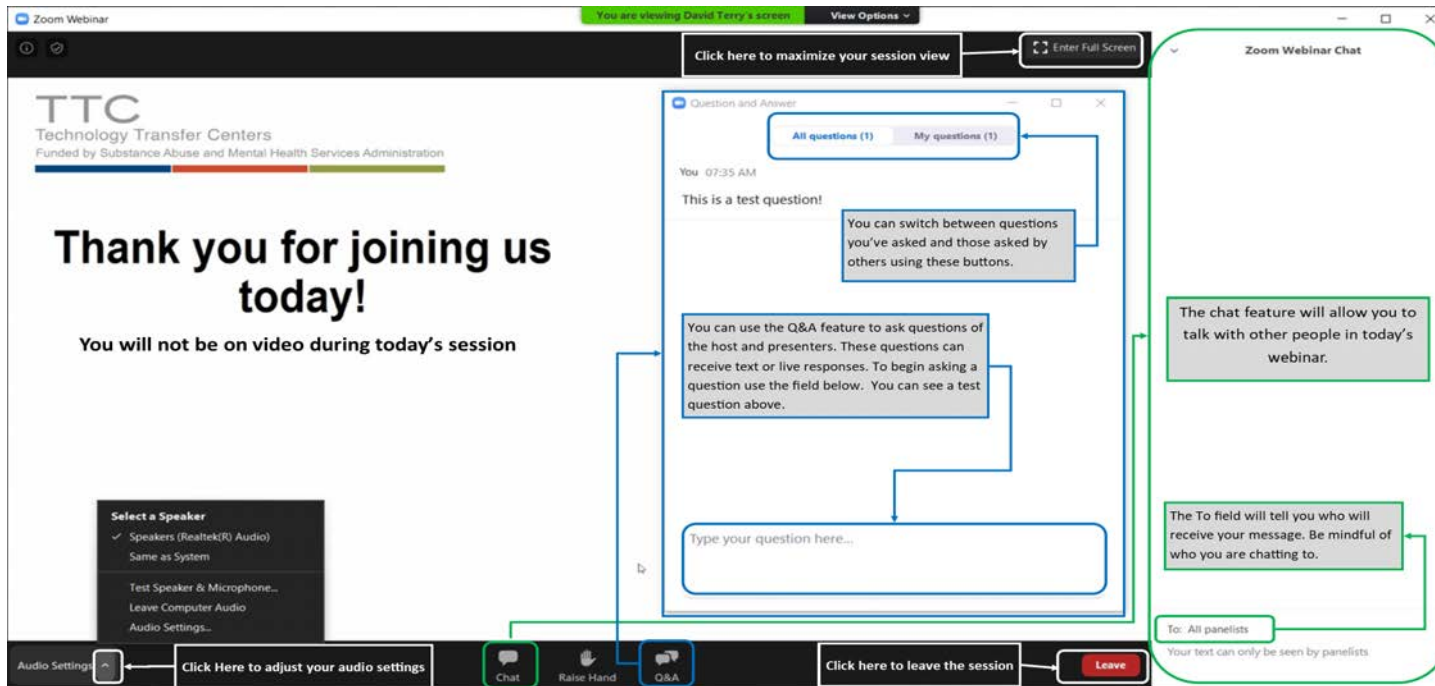 Zoom Webinar
You are viewing David Terry's screen
View Options
Click here to maximize your session view
Enter Full Screen
Zoom Webinar Chat
TTC
Technology Transfer Centers
Funded by Substance Abuse and Mental Health Services Administration
Thank you for joining us
today!
You will not be on video during today's session
Question and Answer
All questions (1)
My questions (1)
You 07:35 AM
This is a test question!
You can switch between questions
you've asked and those asked by
others using these buttons.
You can use the Q&A feature to ask questions of
the host and presenters. These questions can
receive text or live responses. To begin asking a
question use the field below. You can see a test
question above.
Type your question here...
The chat feature will allow you to
talk with other people in today's
webinar.
The To field will tell you who will
receive your message. Be mindful of
who you are chatting to.
To: All panelists
Your text can only be seen by panelists
Select a Speaker
Speakers (Realtek(R) Audio)
Same as System
Test Speaker & Microphone...
Leave Computer Audio
Audio Settings...
Audio Settings
Click Here to adjust your audio settings
Chat
Raise Hand
Q&A
Click here to leave the session
Leave